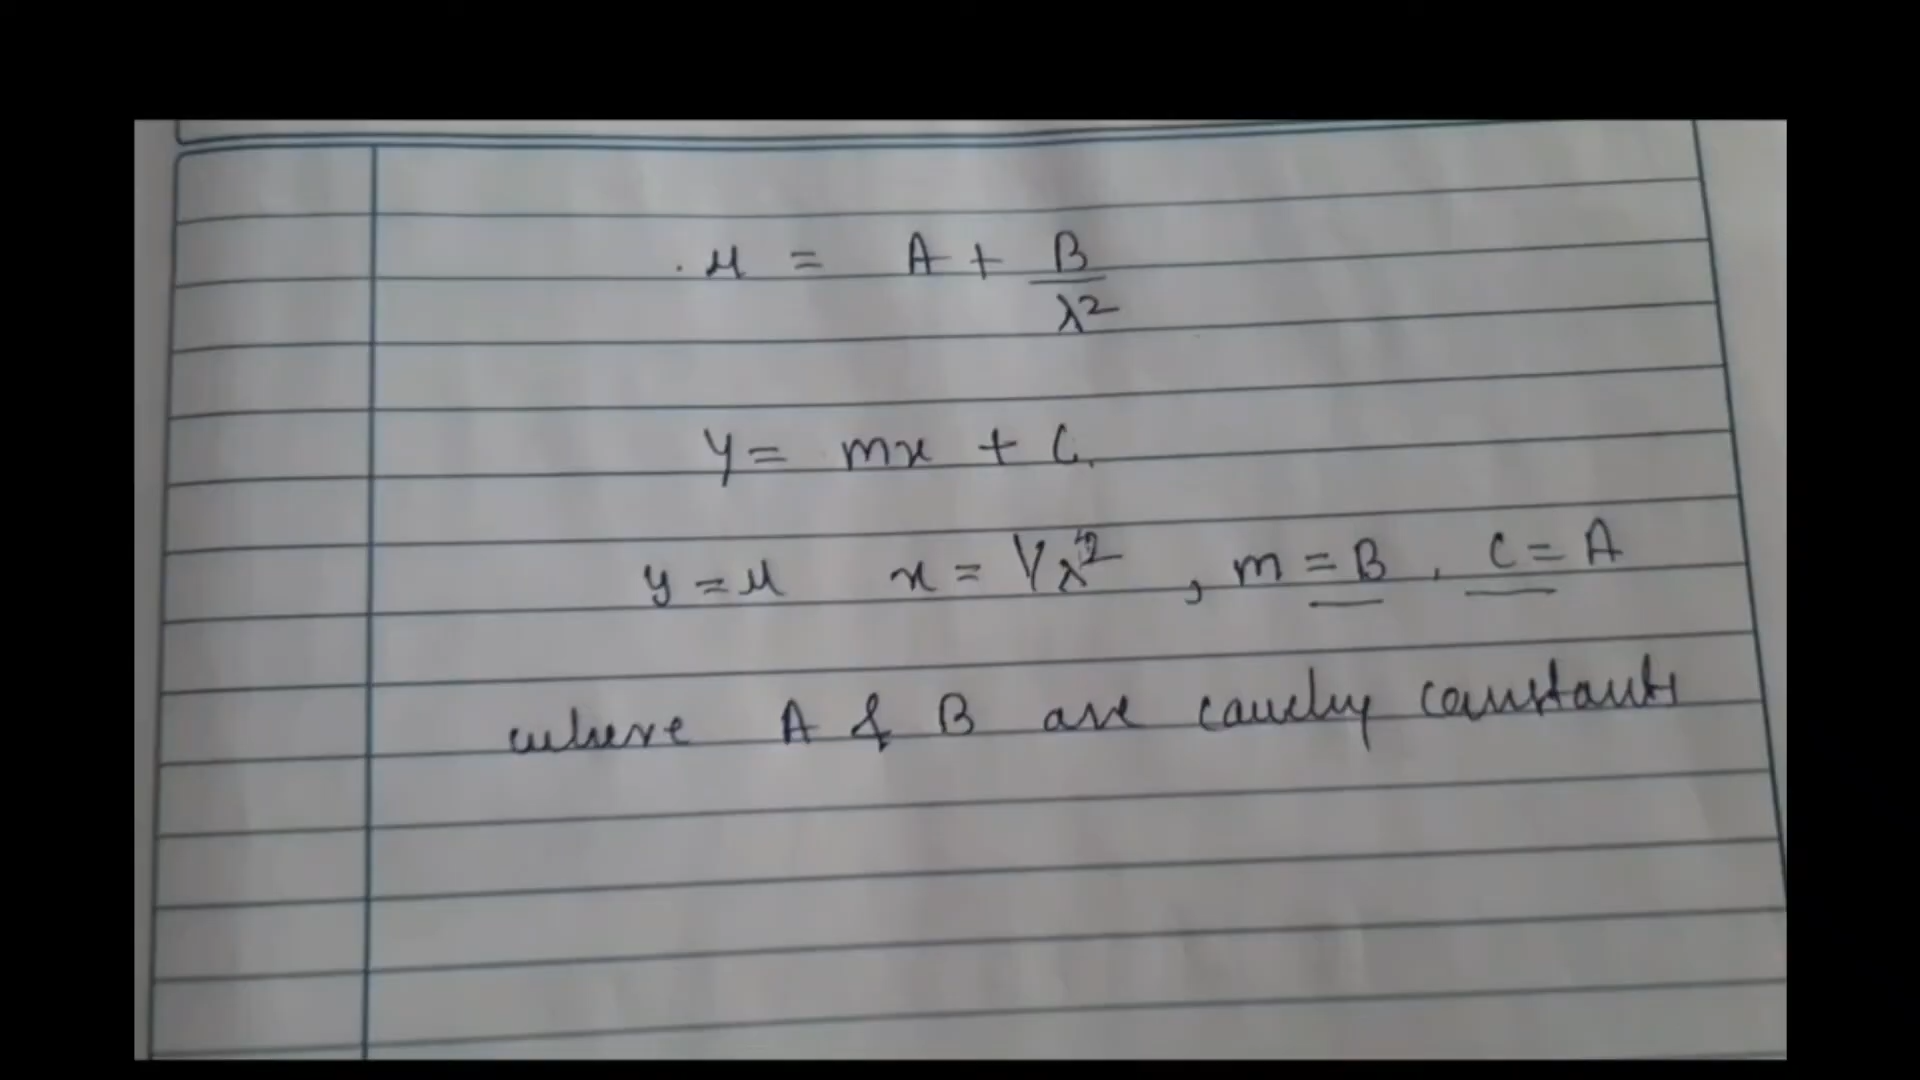 μ = A + B/λ²
y = mx + C.
y = μ x = 1/λ² , m = B , C = A
where A & B are cauchy constants